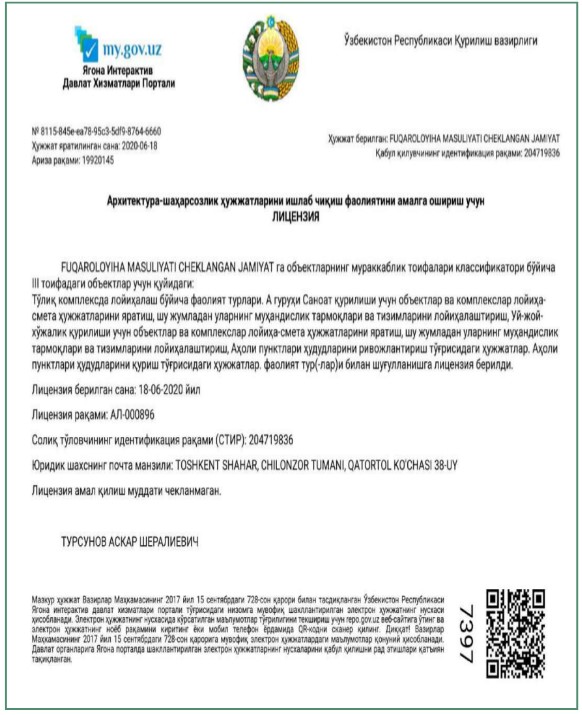 my.gov.uz
Ягона Интерактив
Давлат Хизматлари Портали
Ўзбекистон Республикаси Қурилиш вазирлиги
№ 8115-845e-ea78-95c3-5df9-8764-6660
Ҳужжат яратилинган сана: 2020-06-18
Ариза рақами: 19920145
Ҳужжат берилган: FUQAROLOYIHA MASULIYATI CHEKLANGAN JAMIYAT
Қабул қилувчининг идентификация рақами: 204719836
Архитектура-шаҳарсозлик ҳужжатларини ишлаб чиқиш фаолиятини амалга ошириш учун
ЛИЦЕНЗИЯ
FUQAROLOYIHA MASULIYATI CHEKLANGAN JAMIYAT га объектларнинг мураккаблик тоифалари классификатори бўйича
III тоифадаги объектлар учун қуйидаги:
Тўлиқ комплексда лойиҳалаш бўйича фаолият турлари. А гуруҳи Саноат қурилиши учун объектлар ва комплекслар лойиҳа-
смета ҳужжатларини яратиш, шу жумладан уларнинг муҳандислик тармоқлари ва тизимларини лойиҳалаштириш, Уй-жой-
хўжалик қурилиши учун объектлар ва комплекслар лойиҳа-смета ҳужжатларини яратиш, шу жумладан уларнинг муҳандислик
тармоқлари ва тизимларини лойиҳалаштириш, Аҳоли пунктлари ҳудудларини ривожлантириш тўғрисидаги ҳужжатлар. Аҳоли
пунктлари ҳудудларини қуриш тўғрисидаги ҳужжатлар. фаолият тур(-лар)и билан шуғулланишга лицензия берилди.
Лицензия берилган сана: 18-06-2020 йил
Лицензия рақами: АЛ-000896
Солиқ тўловчининг идентификация рақами (СТИР): 204719836
Юридик шахснинг почта манзили: TOSHKENT SHAHAR, CHILONZOR TUMANI, QATORTOL KO'CHASI 38-UY
Лицензия амал қилиш муддати чекланмаган.
ТУРСУНОВ АСКАР ШЕРАЛИЕВИЧ
Мазкур ҳужжат Вазирлар Маҳкамасининг 2017 йил 15 сентябрдаги 728-сон қарори билан тасдиқланган Ўзбекистон Республикаси
Ягона интерактив давлат хизматлари портали тўғрисидаги низомга мувофиқ шакллантирилган электрон ҳужжатнинг нусхаси
ҳисобланади. Электрон ҳужжатнинг нусхасида кўрсатилган маълумотлар тўғрилигини текшириш учун repo.gov.uz веб-сайтига ўтинг ва
электрон ҳужжатнинг ноёб рақамини киритинг ёки мобил телефон ёрдамида QR-кодни сканер қилинг. Диққат! Вазирлар
Маҳкамасининг 2017 йил 15 сентябрдаги 728-сон қарорига мувофиқ электрон ҳужжатлардаги маълумотлар қонуний ҳисобланади.
Давлат органларига Ягона порталда шакллантирилган электрон ҳужжатларнинг нусхаларини қабул қилишни рад этишлари қатъиян
тақиқланган.
7397